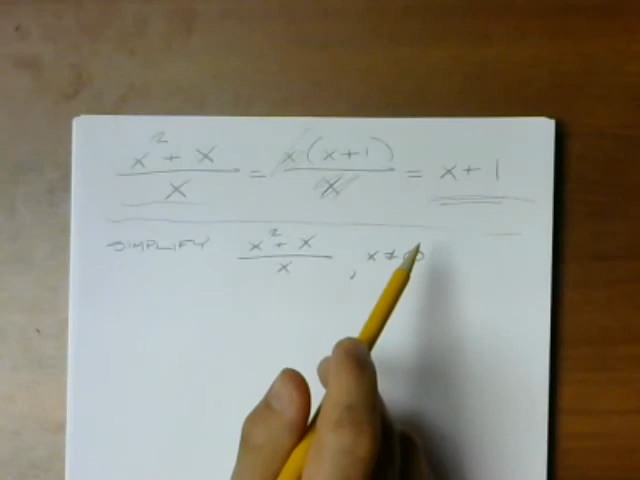 x² + x / x = x(x+1) / x = x+1
SIMPLIFY x² + x / x , x ≠ 0